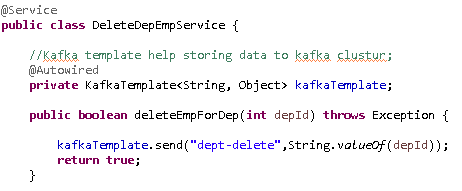 @Service
public class DeleteDepEmpService {
//Kafka template help storing data to kafka clustur;
@Autowired
private KafkaTemplate<String, Object> kafkaTemplate;
public boolean deleteEmpForDep(int depId) throws Exception {
kafkaTemplate.send("dept-delete",String.valueOf(depId));
return true;
}